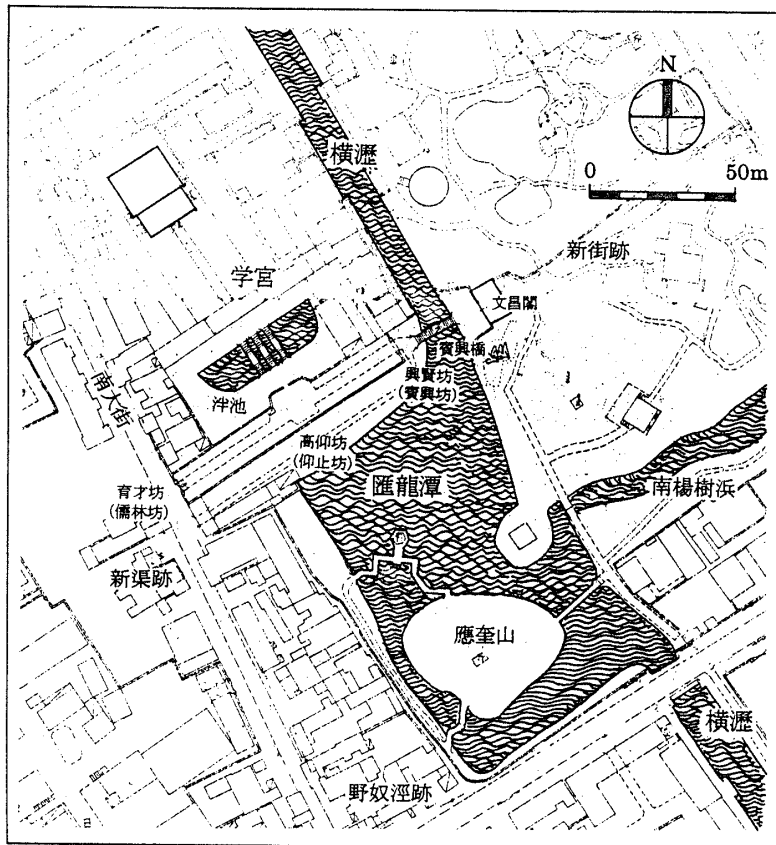 N
0 50m
横瀝
新街跡
学宮
文昌閣
賓興橋
興賢坊
(賓興坊)
泮池
南大街
高仰坊
(仰止坊)
匯龍潭
南楊樹浜
育才坊
(儒林坊)
新渠跡
應奎山
横瀝
野奴涇跡